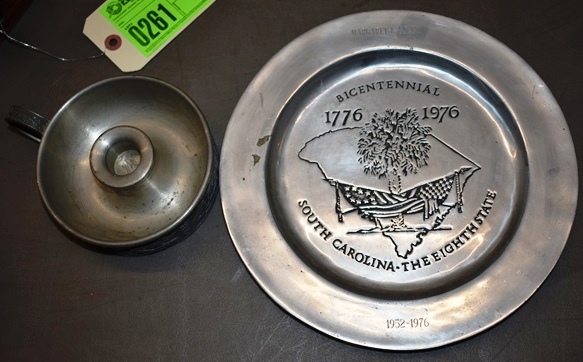 0261
BICENTENNIAL
1776 1976
SOUTH CAROLINA · THE EIGHTH STATE
1952-1976